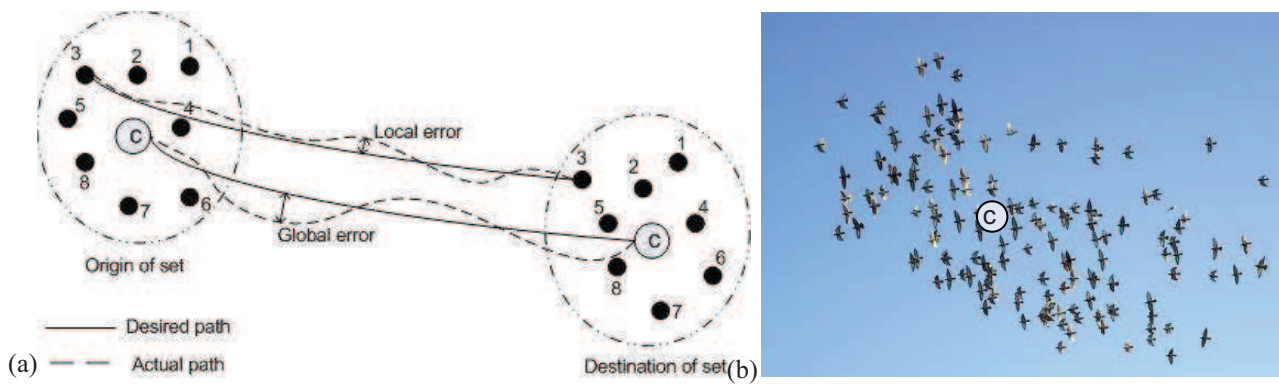 3
2
1
5
4
C
8
7
6
Local error
Global error
Origin of set
3
2
1
5
4
C
8
6
7
Destination of set
Desired path
Actual path
(a)
C
(b)